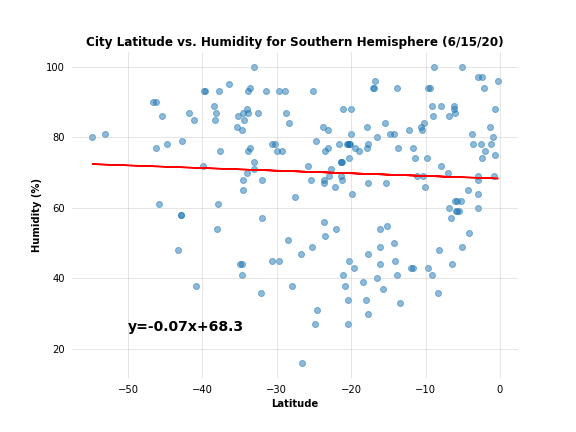 City Latitude vs. Humidity for Southern Hemisphere (6/15/20)
100
80
60
40
20
Humidity (%)
y=-0.07x+68.3
−50
−40
−30
−20
−10
0
Latitude